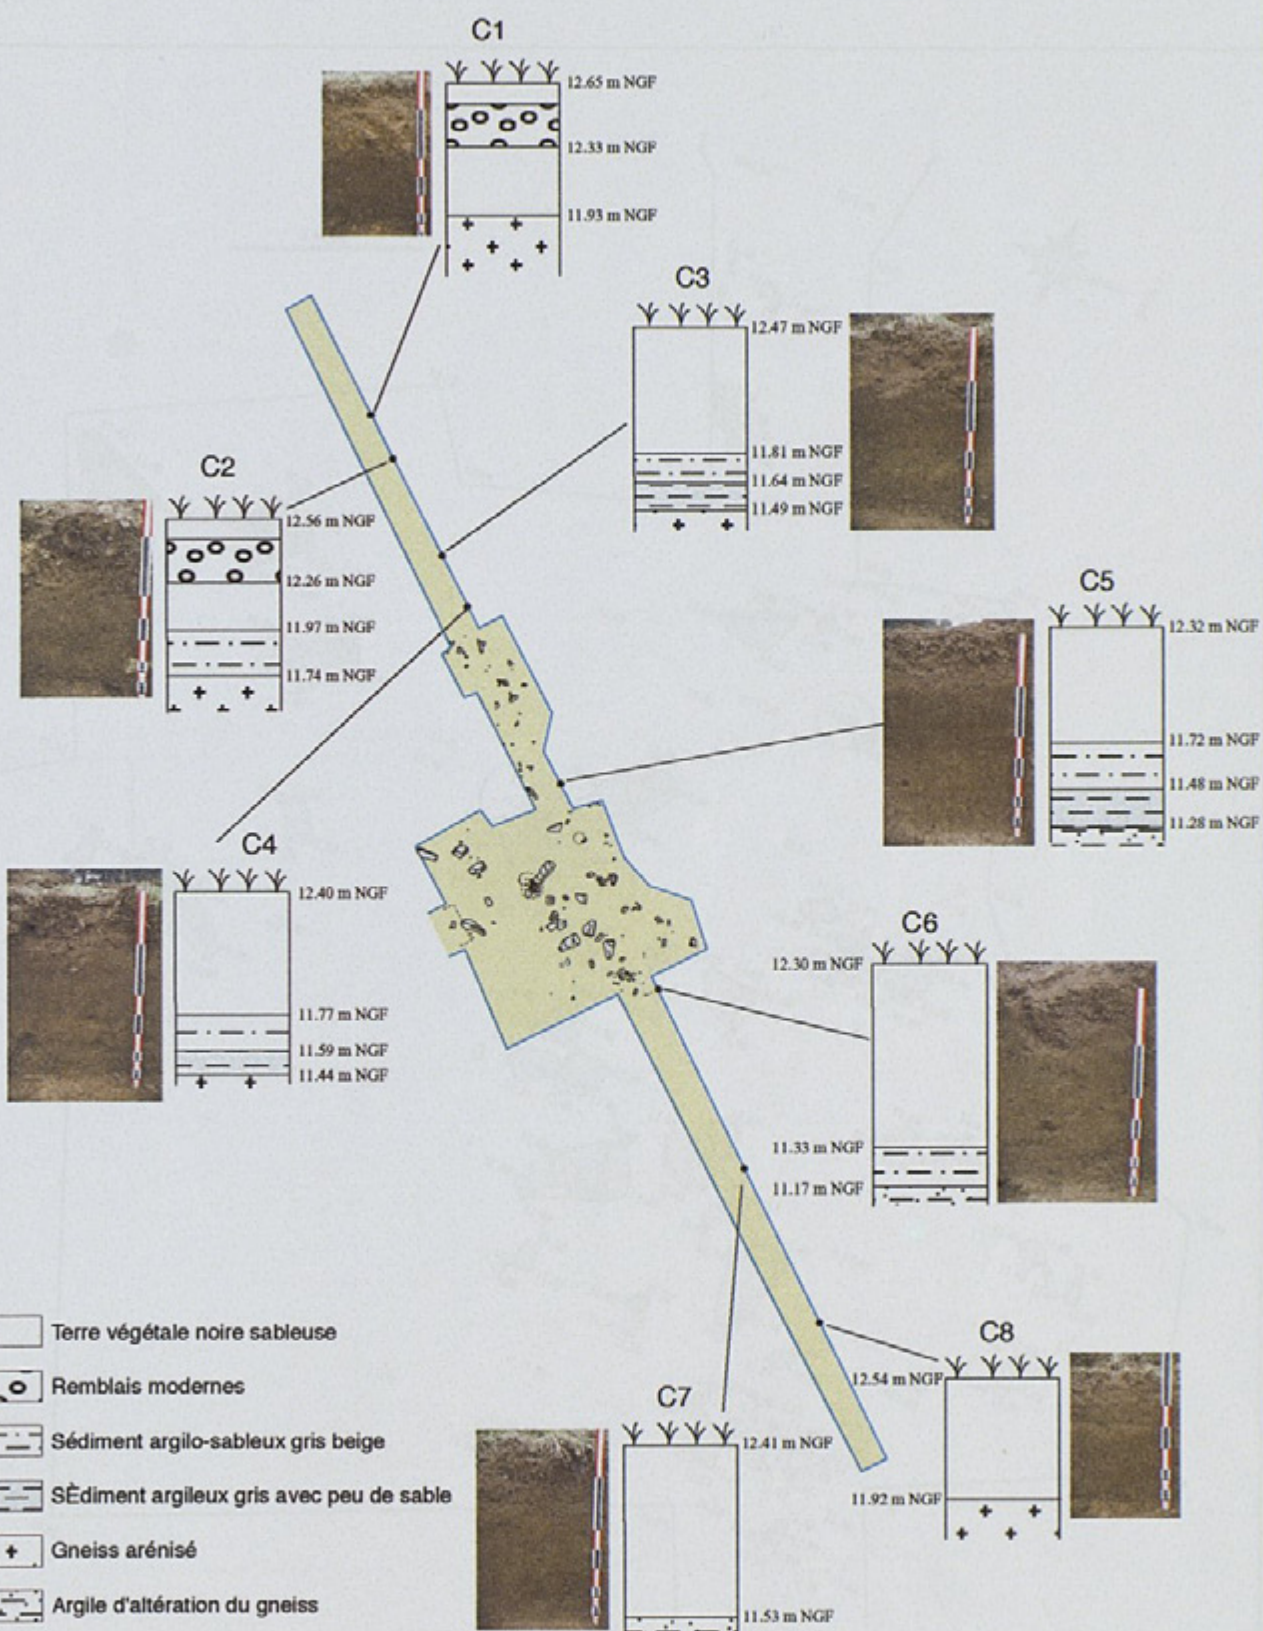 C1
12.65 m NGF
12.33 m NGF
11.93 m NGF
C3
12.47 m NGF
11.81 m NGF
11.64 m NGF
11.49 m NGF
C2
12.56 m NGF
12.26 m NGF
11.97 m NGF
11.74 m NGF
C5
12.32 m NGF
11.72 m NGF
11.48 m NGF
11.28 m NGF
C4
12.40 m NGF
11.77 m NGF
11.59 m NGF
11.44 m NGF
C6
12.30 m NGF
11.33 m NGF
11.17 m NGF
C8
12.54 m NGF
11.92 m NGF
C7
12.41 m NGF
11.53 m NGF
Terre végétale noire sableuse
Remblais modernes
Sédiment argilo-sableux gris beige
SÈdiment argileux gris avec peu de sable
Gneiss arénisé
Argile d'altération du gneiss